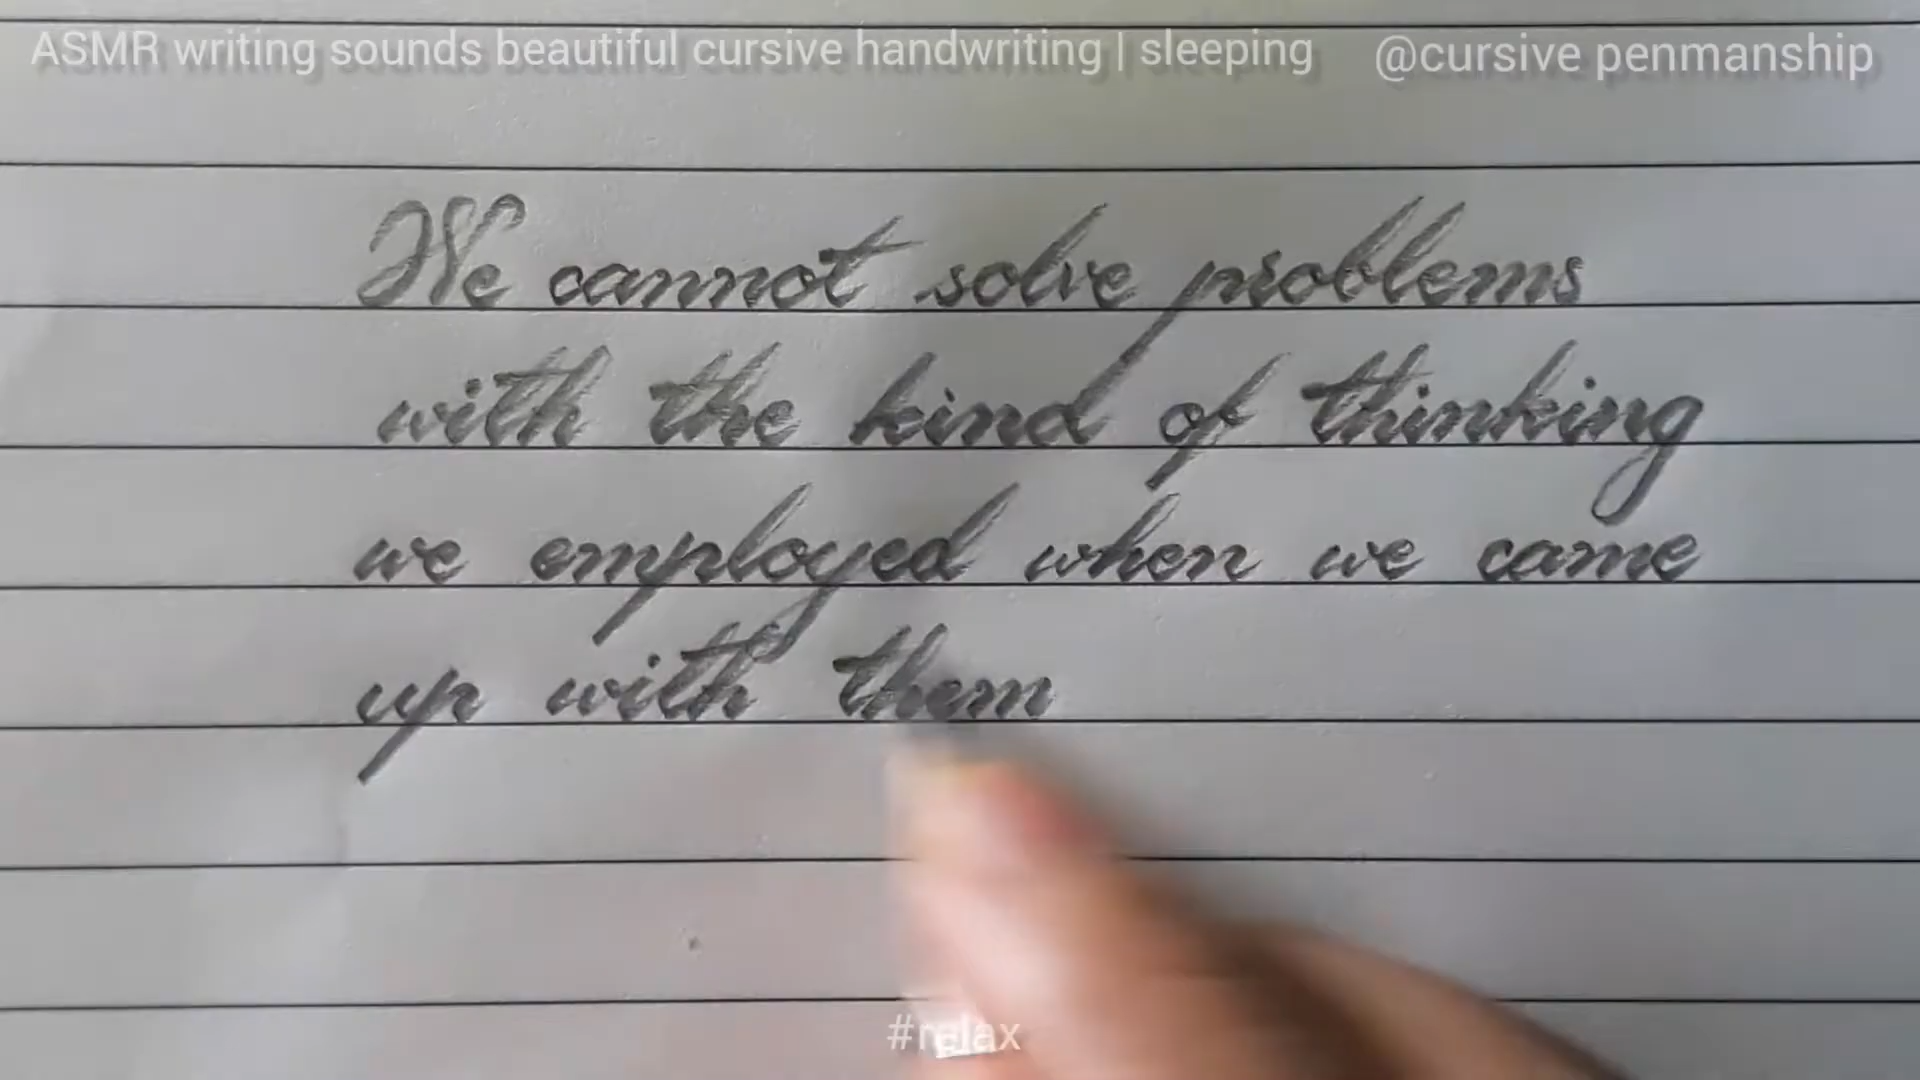 ASMR writing sounds beautiful cursive handwriting | sleeping @cursive penmanship
We cannot solve problems
with the kind of thinking
we employed when we came
up with them
#relax